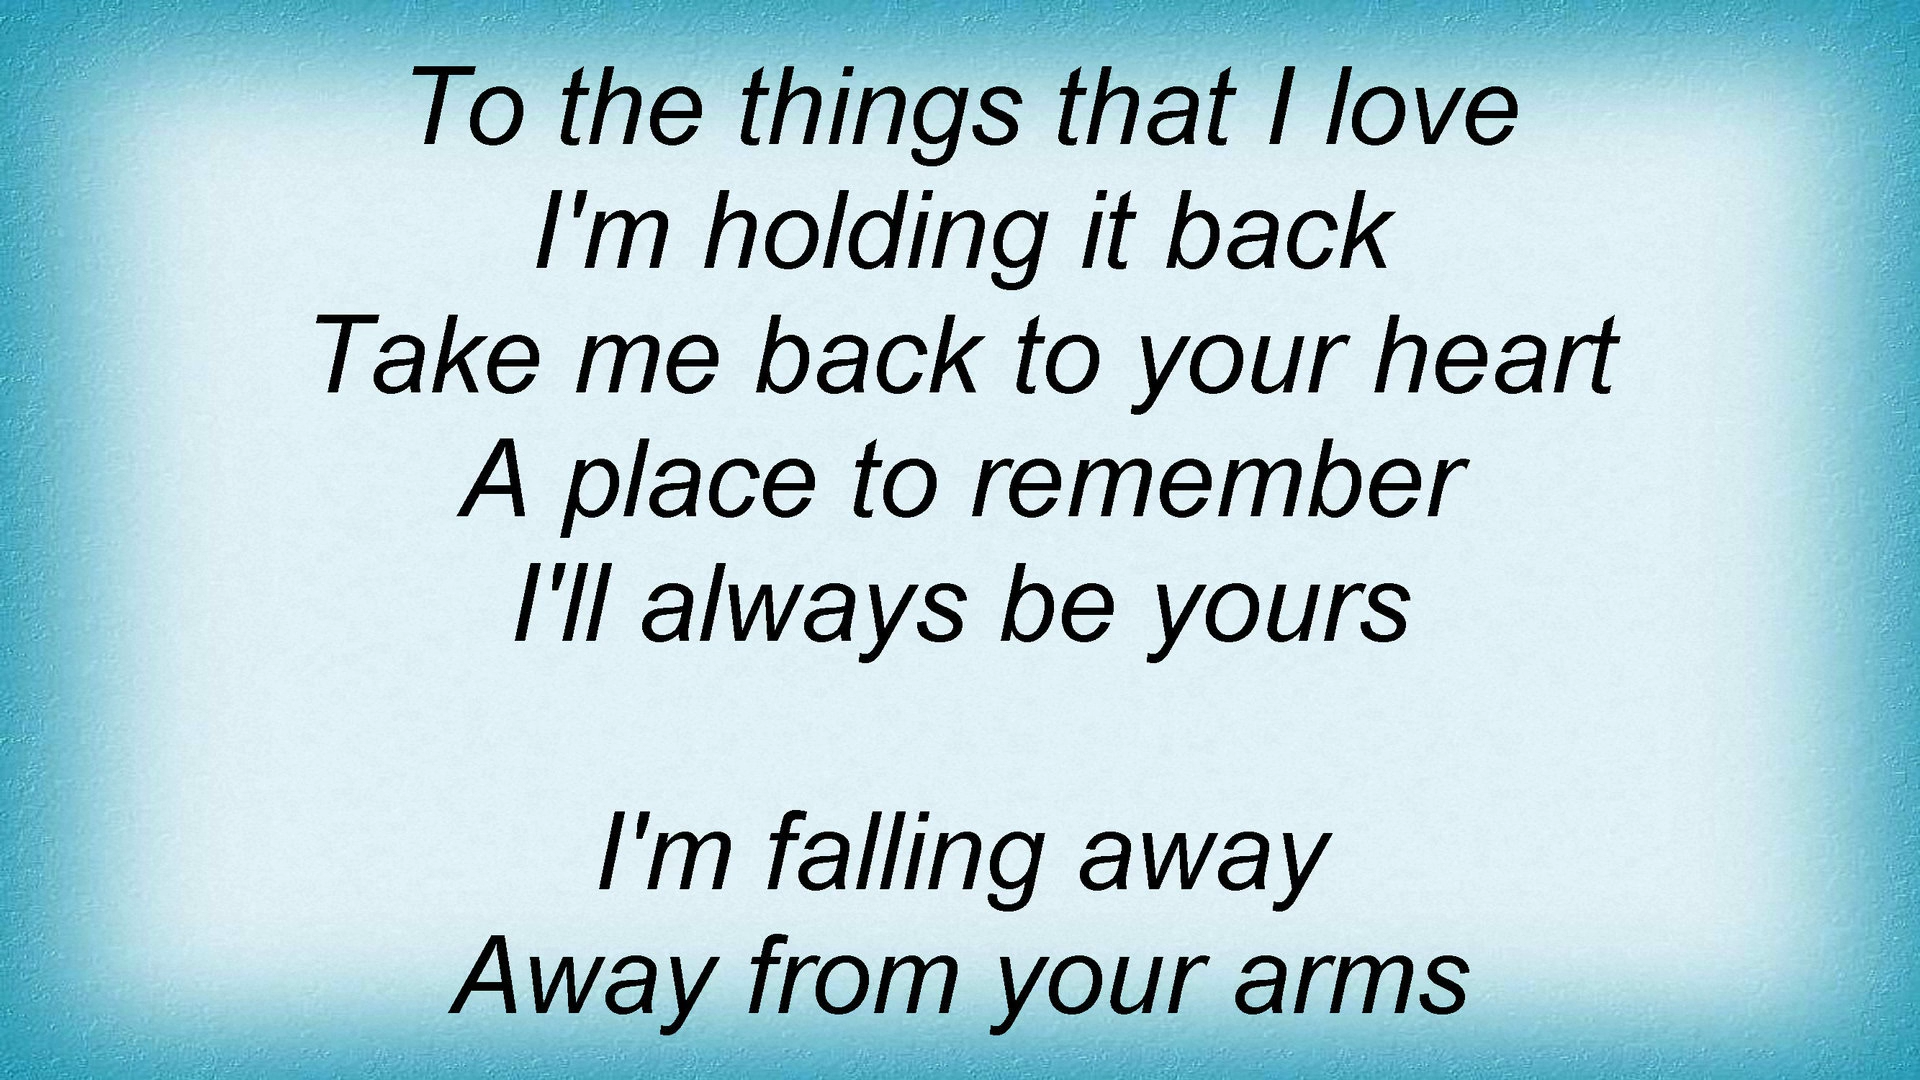 To the things that I love
I'm holding it back
Take me back to your heart
A place to remember
I'll always be yours
I'm falling away
Away from your arms